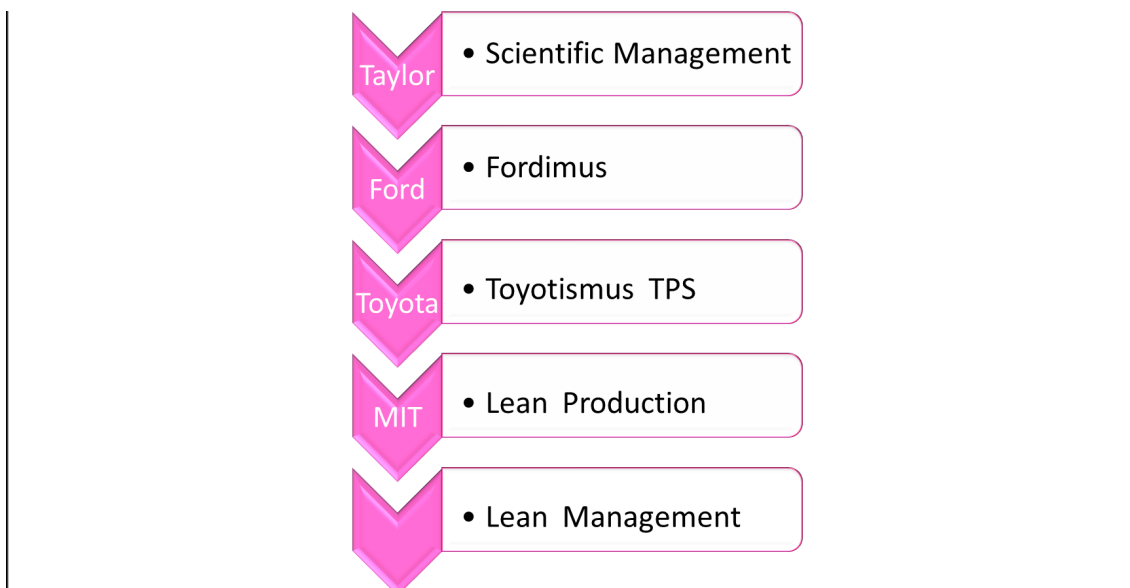 Taylor
• Scientific Management
Ford
• Fordimus
Toyota
• Toyotismus TPS
MIT
• Lean Production
• Lean Management